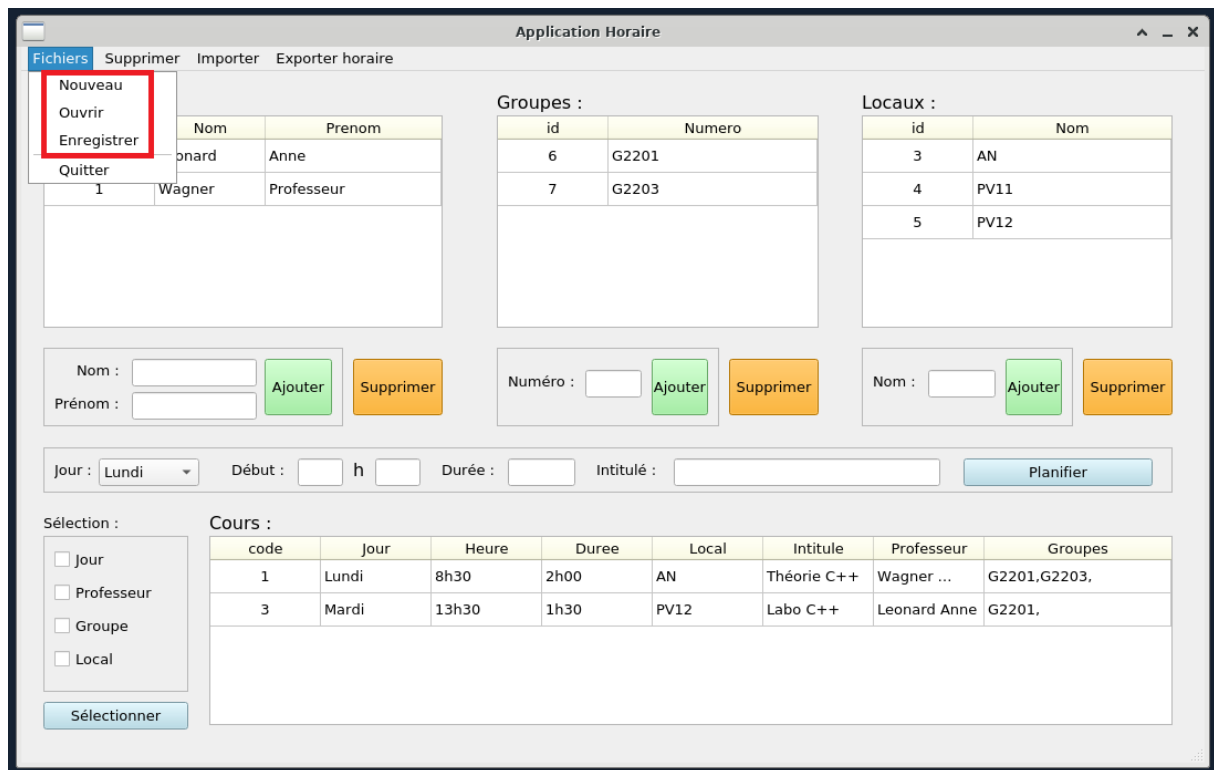 Application Horaire
Fichiers Supprimer Importer Exporter horaire
Nouveau
Ouvrir
Enregistrer
Quitter
Groupes :
Locaux :
Nom Prenom
onard Anne
1 Wagner Professeur
id Numero
6 G2201
7 G2203
id Nom
3 AN
4 PV11
5 PV12
Nom :
Prénom :
Ajouter
Supprimer
Numéro :
Ajouter
Supprimer
Nom :
Ajouter
Supprimer
Jour : Lundi Début : h Durée : Intitulé : Planifier
Sélection :
Jour
Professeur
Groupe
Local
Sélectionner
Cours :
code Jour Heure Duree Local Intitule Professeur Groupes
1 Lundi 8h30 2h00 AN Théorie C++ Wagner ... G2201,G2203,
3 Mardi 13h30 1h30 PV12 Labo C++ Leonard Anne G2201,